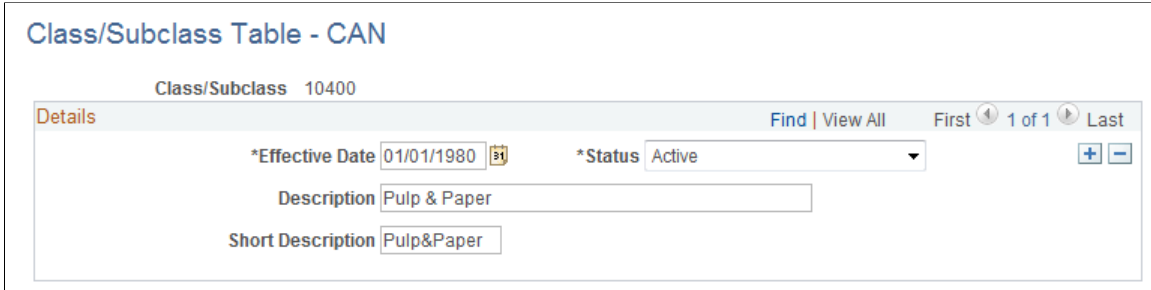 Class/Subclass Table - CAN
Class/Subclass 10400
Details Find | View All First 1 of 1 Last
*Effective Date 01/01/1980 31 *Status Active
Description Pulp & Paper
Short Description Pulp&Paper